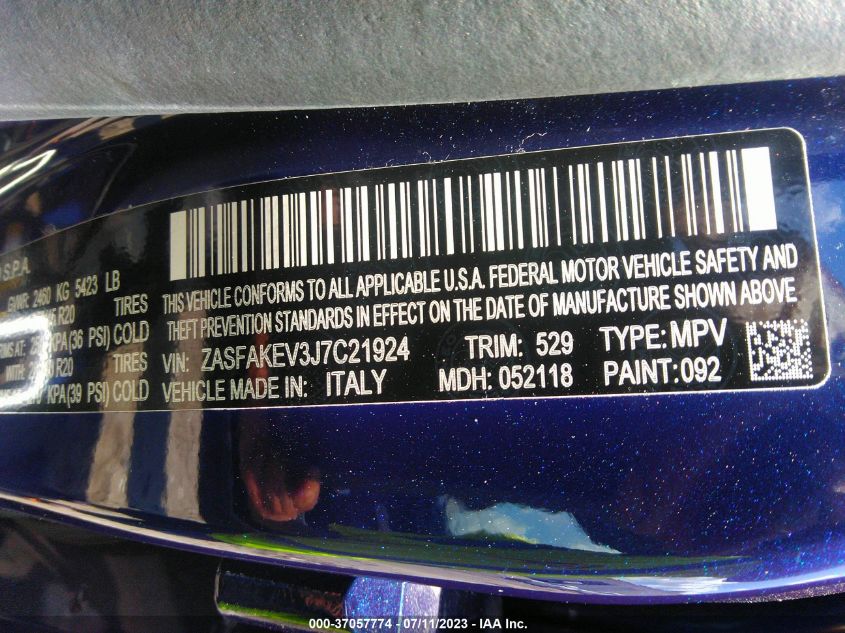 S.P.A.
GVWR: 2460 KG 5423 LB
R20 TIRES
KPA (36 PSI) COLD
WITH: R20 TIRES
KPA (39 PSI) COLD
THIS VEHICLE CONFORMS TO ALL APPLICABLE U.S.A. FEDERAL MOTOR VEHICLE SAFETY AND
THEFT PREVENTION STANDARDS IN EFFECT ON THE DATE OF MANUFACTURE SHOWN ABOVE
VIN: ZASFAKEV3J7C21924 TRIM: 529 TYPE: MPV
VEHICLE MADE IN: ITALY MDH: 052118 PAINT: 092
000-37057774 - 07/11/2023 - IAA Inc.